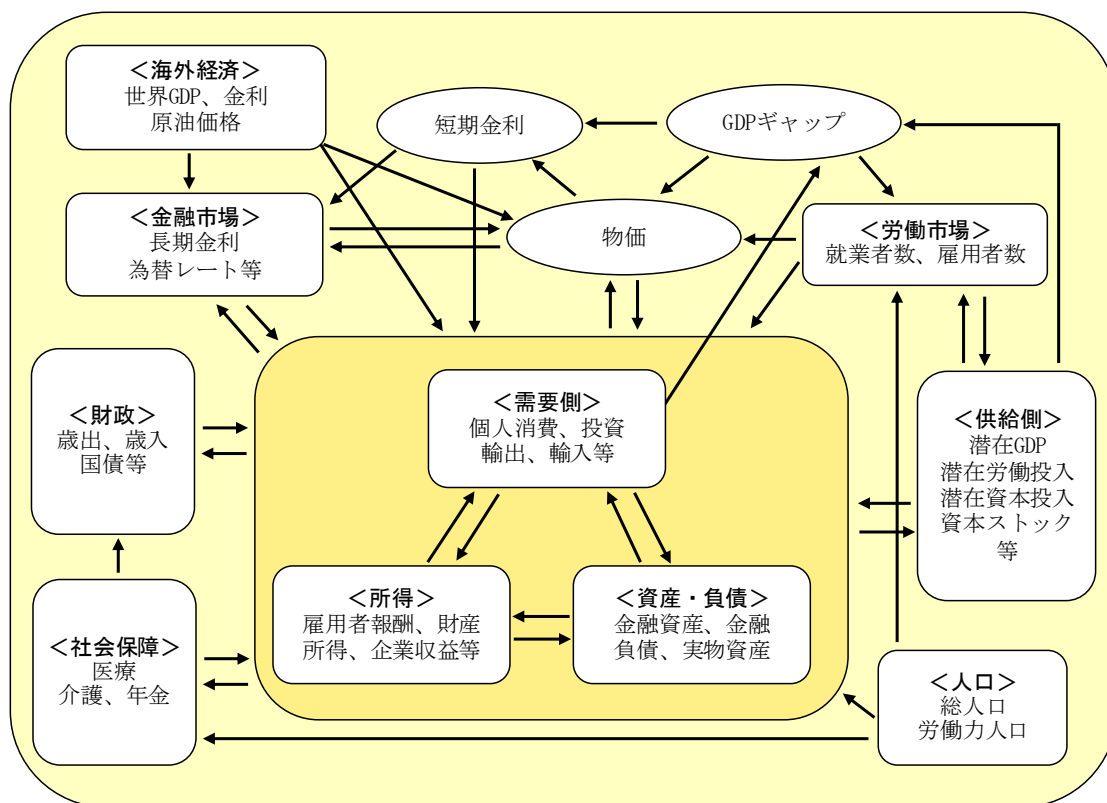 ＜海外経済＞
世界GDP、金利
原油価格
短期金利
GDPギャップ
＜金融市場＞
長期金利
為替レート等
物価
＜労働市場＞
就業者数、雇用者数
＜財政＞
歳出、歳入
国債等
＜需要側＞
個人消費、投資
輸出、輸入等
＜供給側＞
潜在GDP
潜在労働投入
潜在資本投入
資本ストック
等
＜所得＞
雇用者報酬、財産
所得、企業収益等
＜資産・負債＞
金融資産、金融
負債、実物資産
＜社会保障＞
医療
介護、年金
＜人口＞
総人口
労働力人口